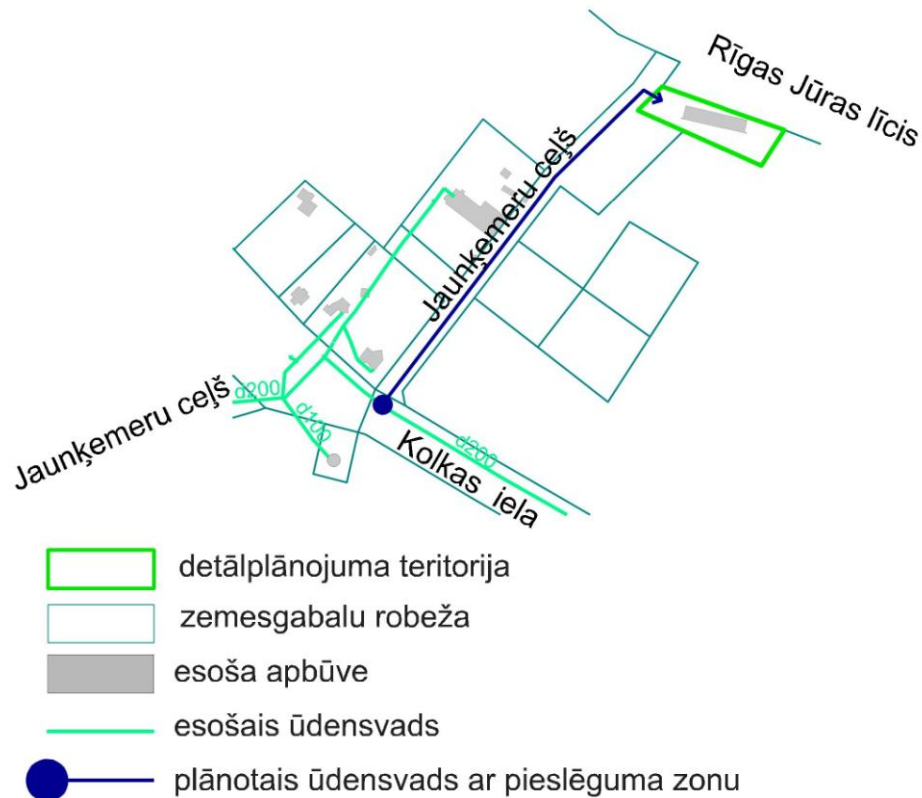 Rīgas Jūras līcis
Jaunķemeru ceļš
Jaunķemeru ceļš
d200
d100
d200
Kolkas iela
detālplānojuma teritorija
zemesgabalu robeža
esoša apbūve
esošais ūdensvads
plānotais ūdensvads ar pieslēguma zonu